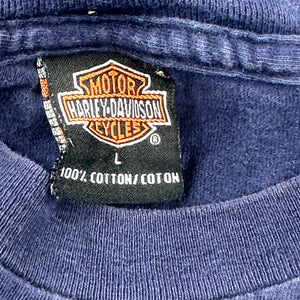 MOTOR
HARLEY-DAVIDSON
CYCLES
®
L
100% COTTON/COTON